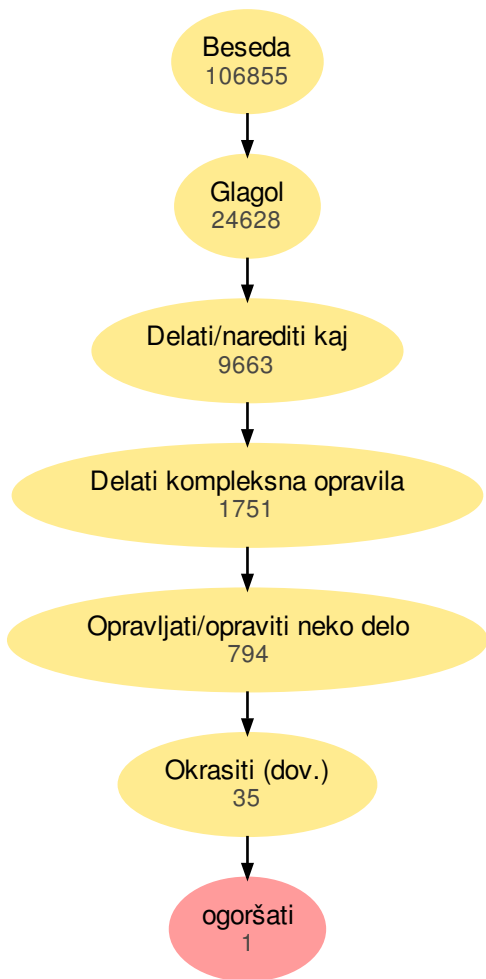 Beseda
106855
Glagol
24628
Delati/narediti kaj
9663
Delati kompleksna opravila
1751
Opravljati/opraviti neko delo
794
Okrasiti (dov.)
35
ogoršati
1